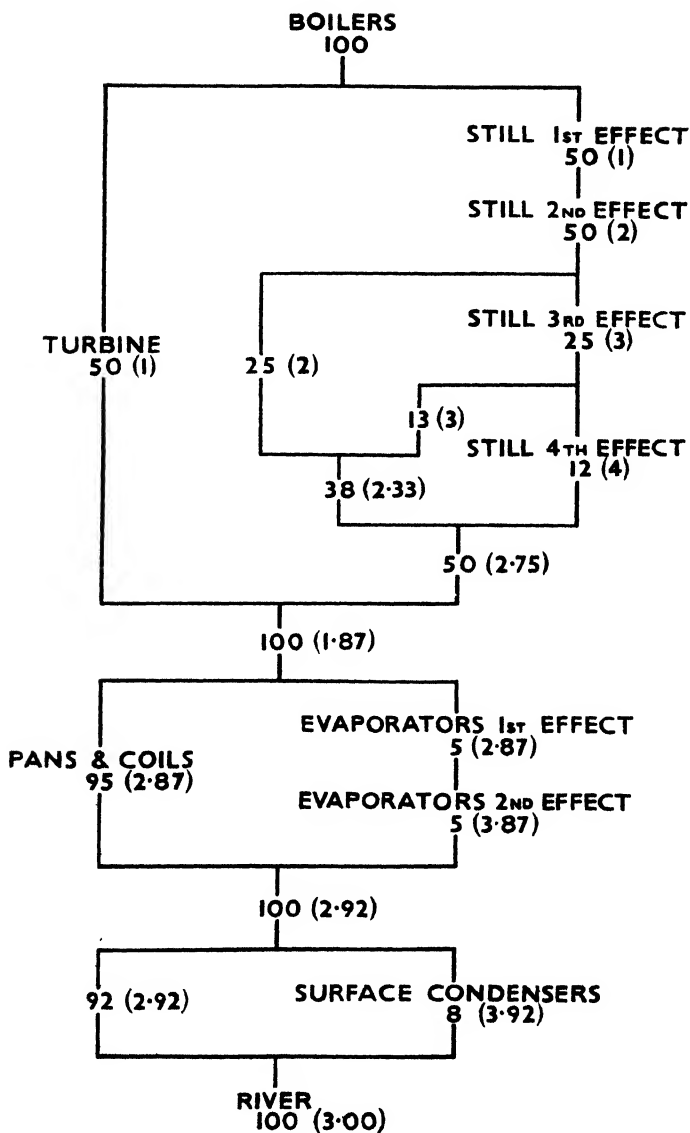 BOILERS
100
STILL 1ST EFFECT
50 (1)
STILL 2ND EFFECT
50 (2)
STILL 3RD EFFECT
25 (3)
TURBINE
50 (1)
25 (2)
13 (3)
STILL 4TH EFFECT
12 (4)
38 (2·33)
50 (2·75)
100 (1·87)
EVAPORATORS 1ST EFFECT
5 (2·87)
PANS & COILS
95 (2·87)
EVAPORATORS 2ND EFFECT
5 (3·87)
100 (2·92)
92 (2·92)
SURFACE CONDENSERS
8 (3·92)
RIVER
100 (3·00)